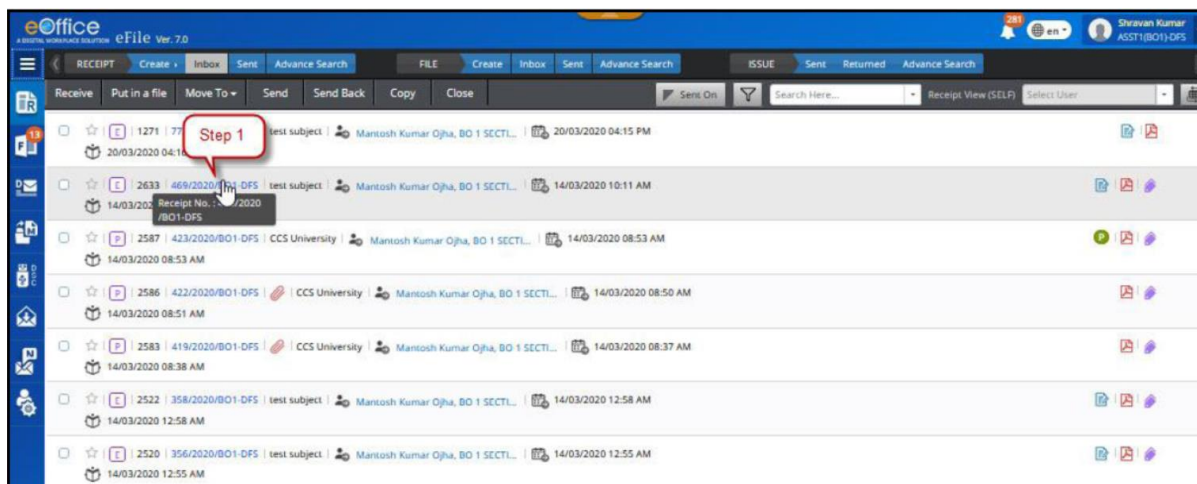 eOffice
A DIGITAL WORKPLACE SOLUTION eFile Ver. 7.0
281 en Shravan Kumar
ASST1(BO1)-DFS
RECEIPT Create Inbox Sent Advance Search FILE Create Inbox Sent Advance Search ISSUE Sent Returned Advance Search
Receive Put in a file Move To Send Send Back Copy Close Sent On Search Here... Receipt View (SELF) Select User
Step 1
E 1271 77 test subject Mantosh Kumar Ojha, BO 1 SECTI... 20/03/2020 04:15 PM
20/03/2020 04:1
13
E 2633 469/2020/BO1-DFS test subject Mantosh Kumar Ojha, BO 1 SECTI... 14/03/2020 10:11 AM
14/03/202
Receipt No. : /2020
/BO1-DFS
P 2587 423/2020/BO1-DFS CCS University Mantosh Kumar Ojha, BO 1 SECTI... 14/03/2020 08:53 AM P
14/03/2020 08:53 AM
P 2586 422/2020/BO1-DFS CCS University Mantosh Kumar Ojha, BO 1 SECTI... 14/03/2020 08:50 AM
14/03/2020 08:51 AM
P 2583 419/2020/BO1-DFS CCS University Mantosh Kumar Ojha, BO 1 SECTI... 14/03/2020 08:37 AM
14/03/2020 08:38 AM
E 2522 358/2020/BO1-DFS test subject Mantosh Kumar Ojha, BO 1 SECTI... 14/03/2020 12:58 AM
14/03/2020 12:58 AM
E 2520 356/2020/BO1-DFS test subject Mantosh Kumar Ojha, BO 1 SECTI... 14/03/2020 12:55 AM
14/03/2020 12:55 AM